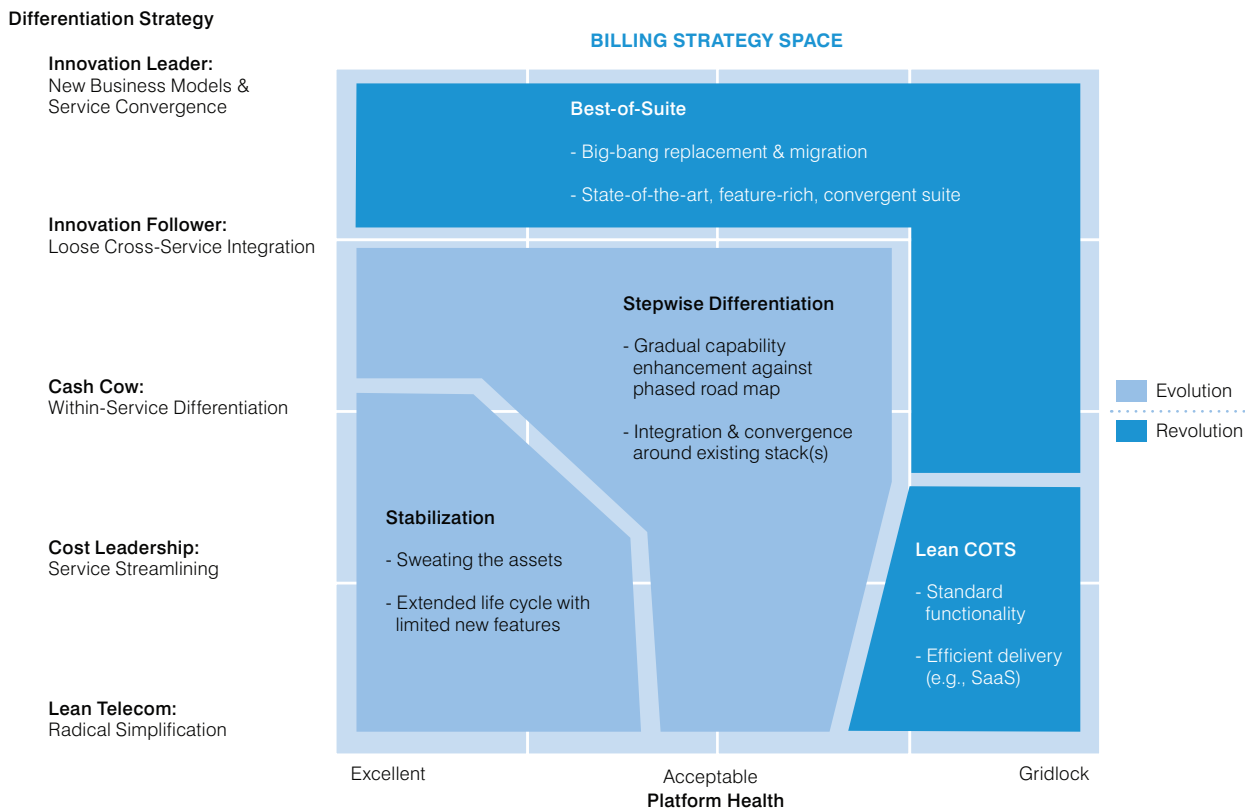 Differentiation Strategy
BILLING STRATEGY SPACE
Innovation Leader:
New Business Models &
Service Convergence
Innovation Follower:
Loose Cross-Service Integration
Cash Cow:
Within-Service Differentiation
Cost Leadership:
Service Streamlining
Lean Telecom:
Radical Simplification
Best-of-Suite
- Big-bang replacement & migration
- State-of-the-art, feature-rich, convergent suite
Stepwise Differentiation
- Gradual capability
enhancement against
phased road map
- Integration & convergence
around existing stack(s)
Stabilization
- Sweating the assets
- Extended life cycle with
limited new features
Lean COTS
- Standard
functionality
- Efficient delivery
(e.g., SaaS)
Evolution
Revolution
Excellent
Acceptable
Gridlock
Platform Health